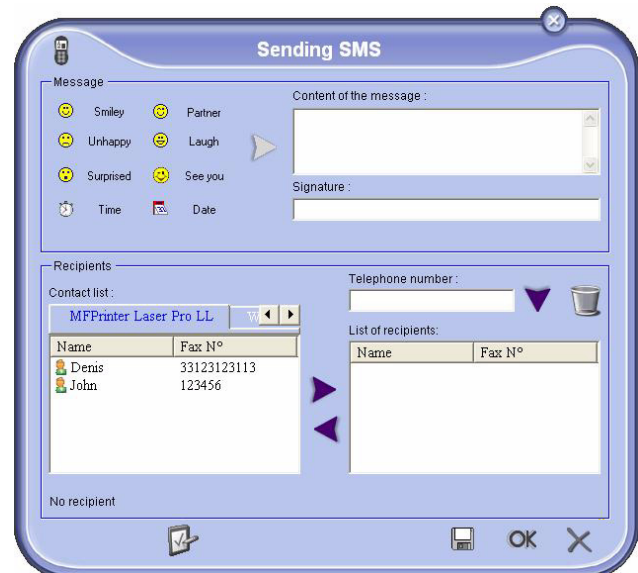 Sending SMS
Message
Smiley Partner
Unhappy Laugh
Surprised See you
Time Date
Content of the message :
Signature :
Recipients
Contact list :
MFPrinter Laser Pro LL W
Name Fax N°
Denis 33123123113
John 123456
Telephone number :
List of recipients:
Name Fax N°
No recipient
OK